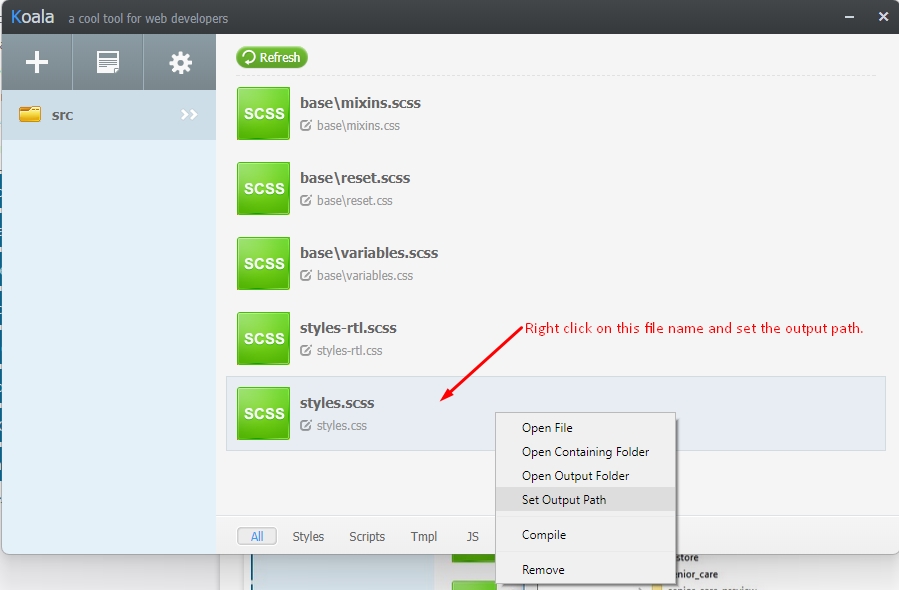 Koala a cool tool for web developers
Refresh
src
SCSS
base\mixins.scss
base\mixins.css
SCSS
base\reset.scss
base\reset.css
SCSS
base\variables.scss
base\variables.css
SCSS
styles-rtl.scss
styles-rtl.css
Right click on this file name and set the output path.
SCSS
styles.scss
styles.css
Open File
Open Containing Folder
Open Output Folder
Set Output Path
Compile
Remove
All Styles Scripts Tmpl JS
store
senior_care